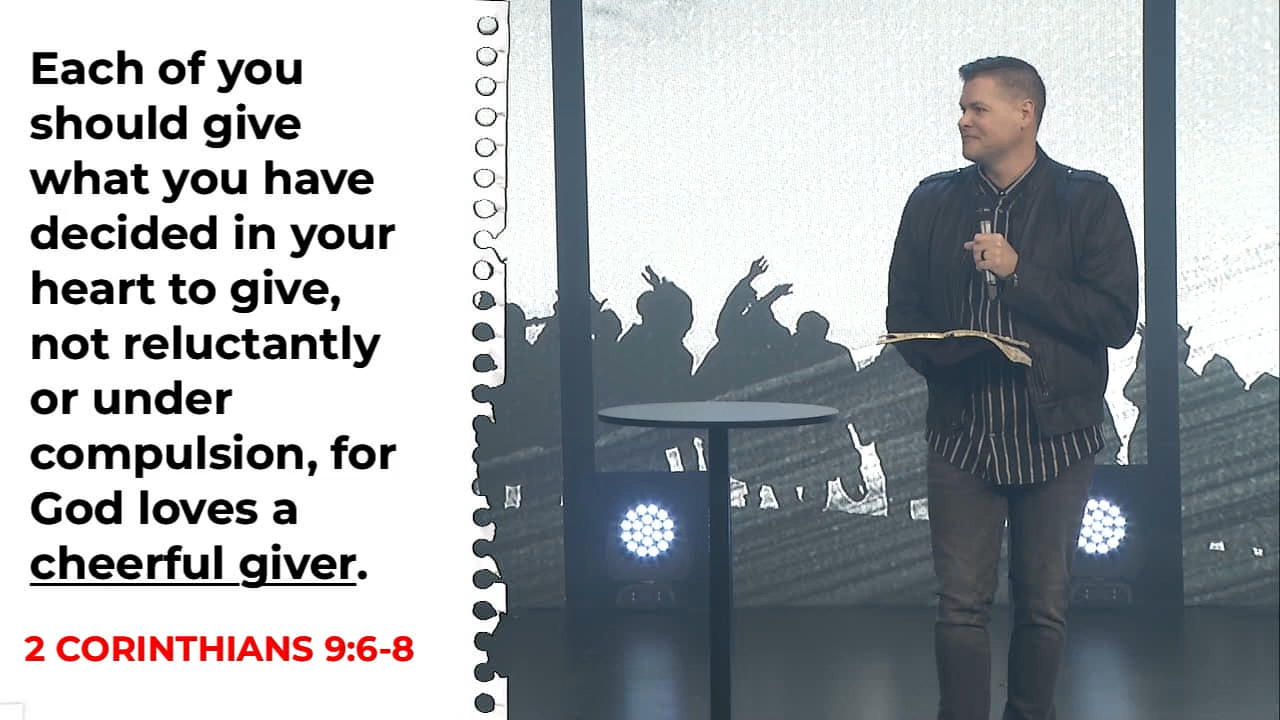 Each of you
should give
what you have
decided in your
heart to give,
not reluctantly
or under
compulsion, for
God loves a
cheerful giver.
2 CORINTHIANS 9:6-8